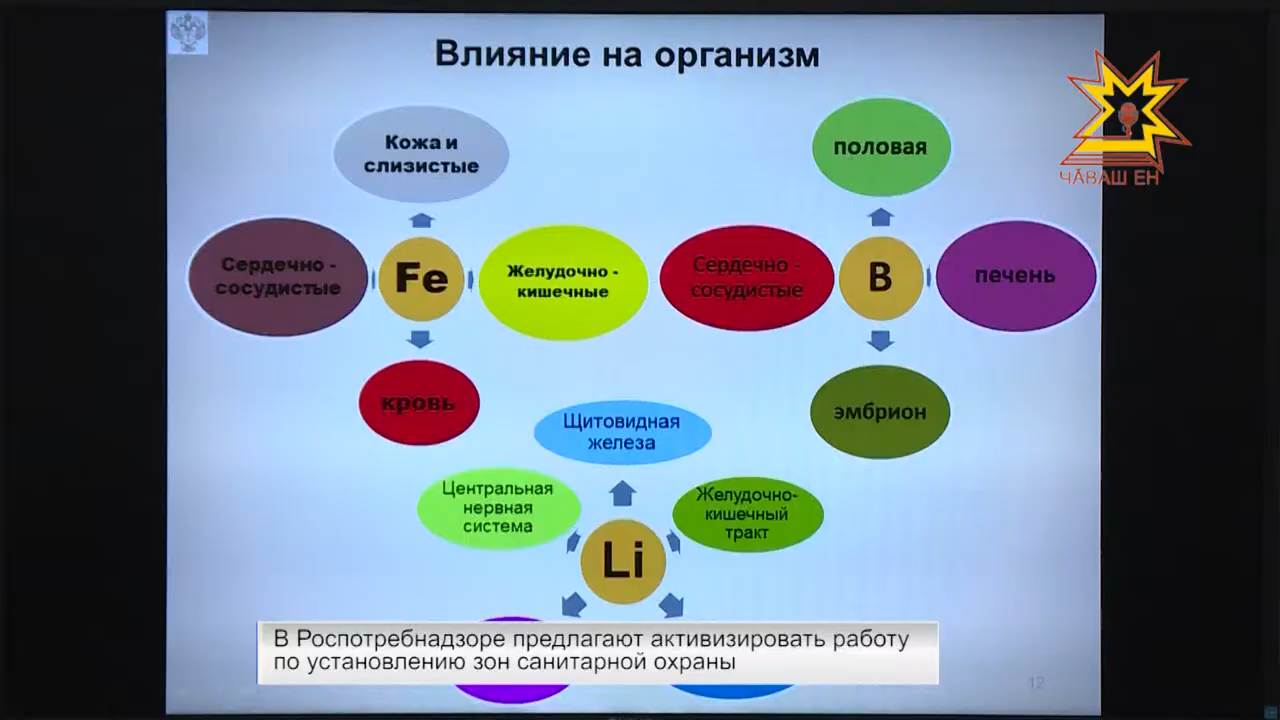 Влияние на организм
ЧӐВАШ ЕН
Кожа и
слизистые
половая
Сердечно -
сосудистые
Fe
Желудочно -
кишечные
Сердечно -
сосудистые
B
печень
кровь
эмбрион
Щитовидная
железа
Центральная
нервная
система
Желудочно-
кишечный
тракт
Li
В Роспотребнадзоре предлагают активизировать работу
по установлению зон санитарной охраны
12